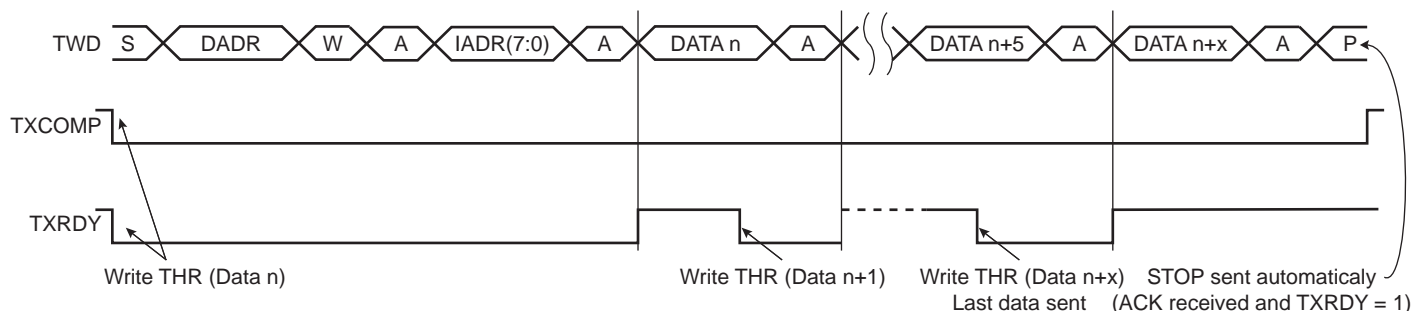 TWD S DADR W A IADR(7:0) A DATA n A DATA n+5 A DATA n+x A P
TXCOMP
TXRDY
Write THR (Data n) Write THR (Data n+1) Write THR (Data n+x) STOP sent automaticaly
Last data sent (ACK received and TXRDY = 1)